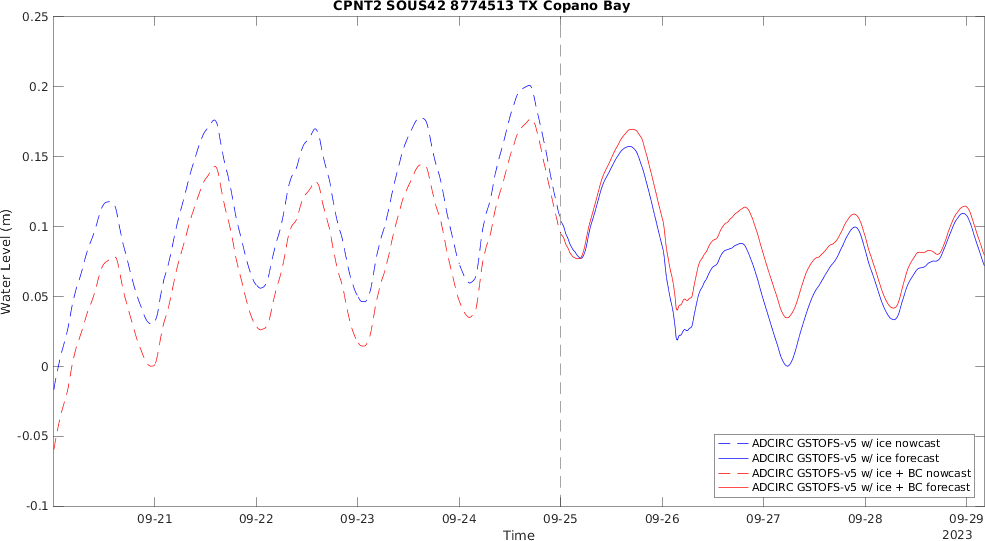 CPNT2 SOUS42 8774513 TX Copano Bay
0.25
0.2
0.15
0.1
0.05
0
-0.05
-0.1
Water Level (m)
09-21 09-22 09-23 09-24 09-25 09-26 09-27 09-28 09-29
Time
2023
ADCIRC GSTOFS-v5 w/ ice nowcast
ADCIRC GSTOFS-v5 w/ ice forecast
ADCIRC GSTOFS-v5 w/ ice + BC nowcast
ADCIRC GSTOFS-v5 w/ ice + BC forecast